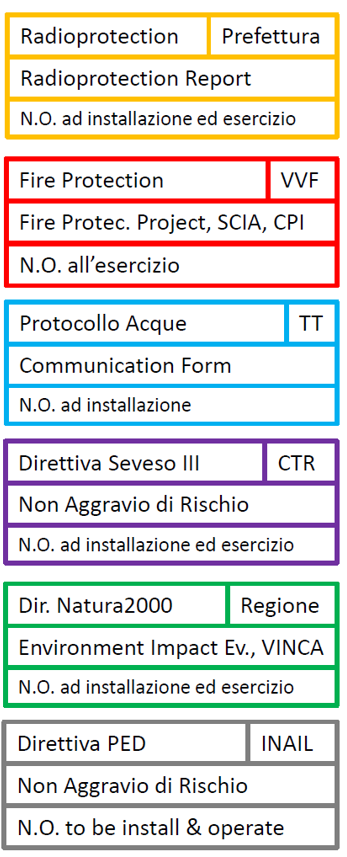 Radioprotection Prefettura
Radioprotection Report
N.O. ad installazione ed esercizio
Fire Protection VVF
Fire Protec. Project, SCIA, CPI
N.O. all’esercizio
Protocollo Acque TT
Communication Form
N.O. ad installazione
Direttiva Seveso III CTR
Non Aggravio di Rischio
N.O. ad installazione ed esercizio
Dir. Natura2000 Regione
Environment Impact Ev., VINCA
N.O. ad installazione ed esercizio
Direttiva PED INAIL
Non Aggravio di Rischio
N.O. to be install & operate